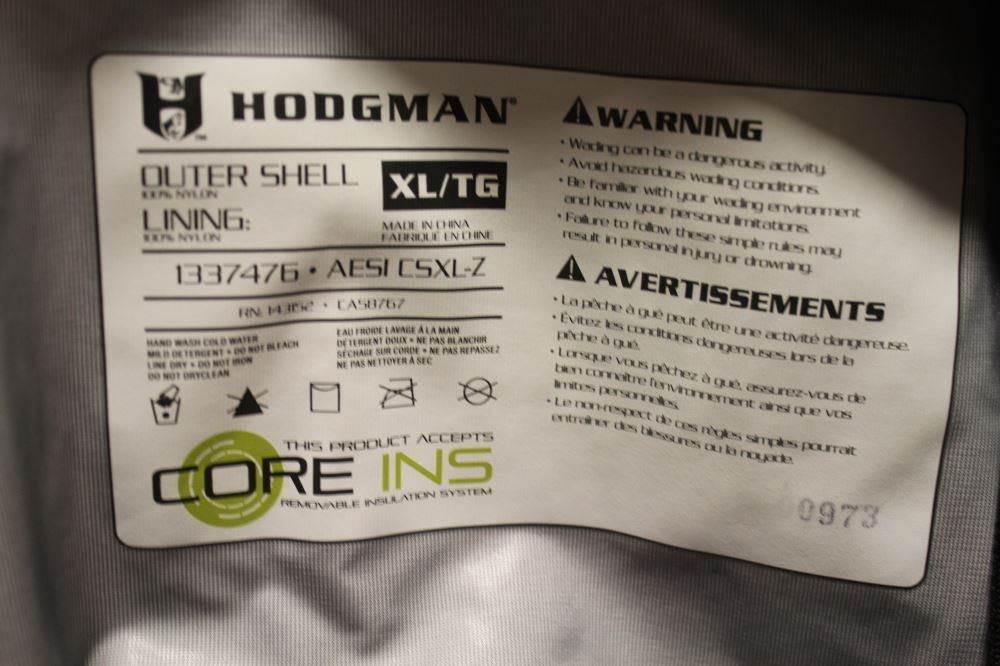 HODGMAN®
OUTER SHELL
100% NYLON
XL/TG
LINING:
100% NYLON
MADE IN CHINA
FABRIQUÉ EN CHINE
1337476 • AESI CSXL-Z
RN: 14352 • CA58767
HAND WASH COLD WATER
MILD DETERGENT • DO NOT BLEACH
LINE DRY • DO NOT IRON
DO NOT DRYCLEAN
EAU FROIDE LAVAGE À LA MAIN
DÉTERGENT DOUX • NE PAS BLANCHIR
SÉCHAGE SUR CORDE • NE PAS REPASSEZ
NE PAS NETTOYER À SEC
THIS PRODUCT ACCEPTS
CORE INS
REMOVABLE INSULATION SYSTEM
WARNING
• Wading can be a dangerous activity.
• Avoid hazardous wading conditions.
• Be familiar with your wading environment
and know your personal limitations.
• Failure to follow these simple rules may
result in personal injury or drowning.
AVERTISSEMENTS
• La pêche à gué peut être une activité dangereuse.
• Évitez les conditions dangereuses lors de la
pêche à gué.
• Lorsque vous pêchez à gué, assurez-vous de
bien connaître l'environnement ainsi que vos
limites personnelles.
• Le non-respect de ces règles simples pourrait
entraîner des blessures ou la noyade.
0973